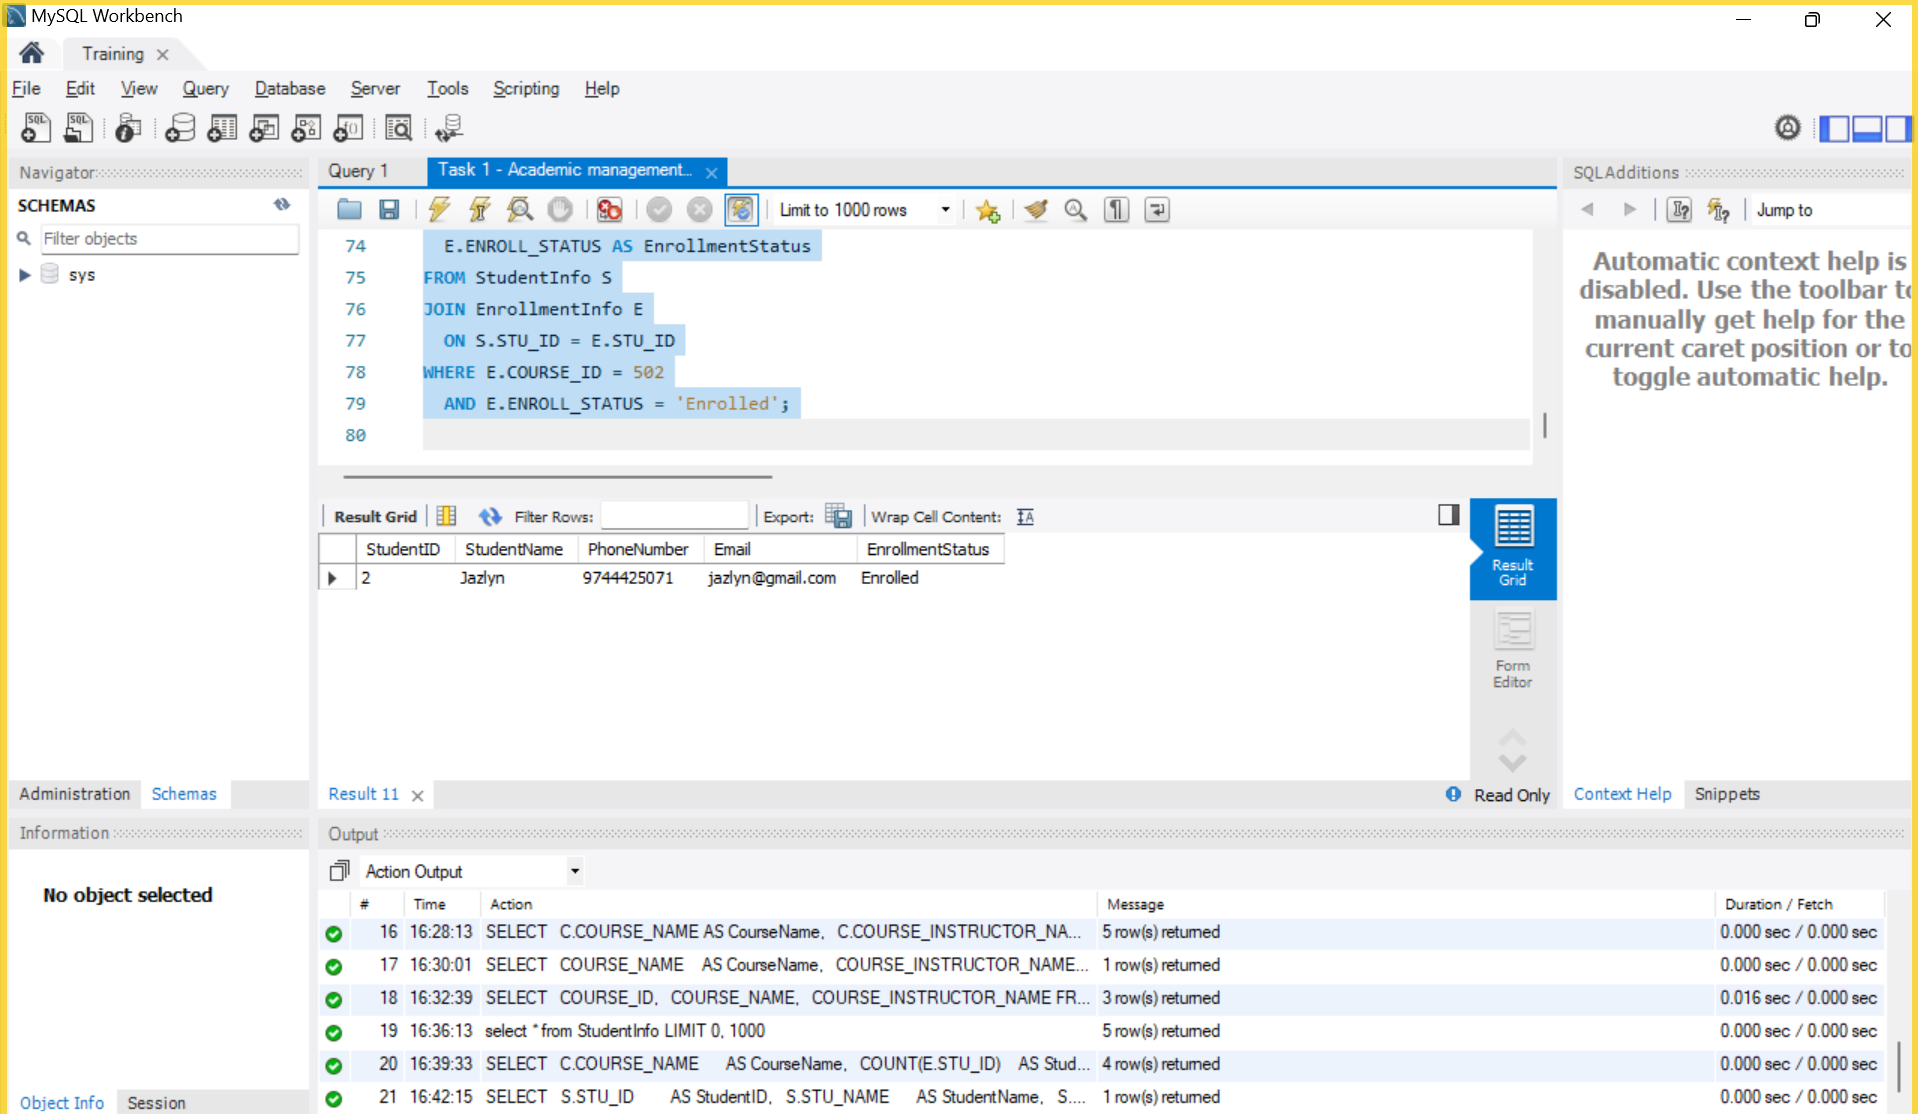 MySQL Workbench
Training
File Edit View Query Database Server Tools Scripting Help
Navigator
SCHEMAS
Filter objects
sys
Administration Schemas
Information
No object selected
Object Info Session
Query 1 Task 1 - Academic management...
Limit to 1000 rows
74 E.ENROLL_STATUS AS EnrollmentStatus
75 FROM StudentInfo S
76 JOIN EnrollmentInfo E
77 ON S.STU_ID = E.STU_ID
78 WHERE E.COURSE_ID = 502
79 AND E.ENROLL_STATUS = 'Enrolled';
80
Result Grid Filter Rows: Export: Wrap Cell Content:
StudentID StudentName PhoneNumber Email EnrollmentStatus
2 Jazlyn 9744425071 jazlyn@gmail.com Enrolled
Result Grid
Form Editor
Result 11 Read Only
SQLAdditions
Jump to
Automatic context help is
disabled. Use the toolbar to
manually get help for the
current caret position or to
toggle automatic help.
Context Help Snippets
Output
Action Output
# Time Action Message Duration / Fetch
16 16:28:13 SELECT C.COURSE_NAME AS CourseName, C.COURSE_INSTRUCTOR_NA... 5 row(s) returned 0.000 sec / 0.000 sec
17 16:30:01 SELECT COURSE_NAME AS CourseName, COURSE_INSTRUCTOR_NAME... 1 row(s) returned 0.000 sec / 0.000 sec
18 16:32:39 SELECT COURSE_ID, COURSE_NAME, COURSE_INSTRUCTOR_NAME FR... 3 row(s) returned 0.016 sec / 0.000 sec
19 16:36:13 select * from StudentInfo LIMIT 0, 1000 5 row(s) returned 0.000 sec / 0.000 sec
20 16:39:33 SELECT C.COURSE_NAME AS CourseName, COUNT(E.STU_ID) AS Stud... 4 row(s) returned 0.000 sec / 0.000 sec
21 16:42:15 SELECT S.STU_ID AS StudentID, S.STU_NAME AS StudentName, S.... 1 row(s) returned 0.000 sec / 0.000 sec